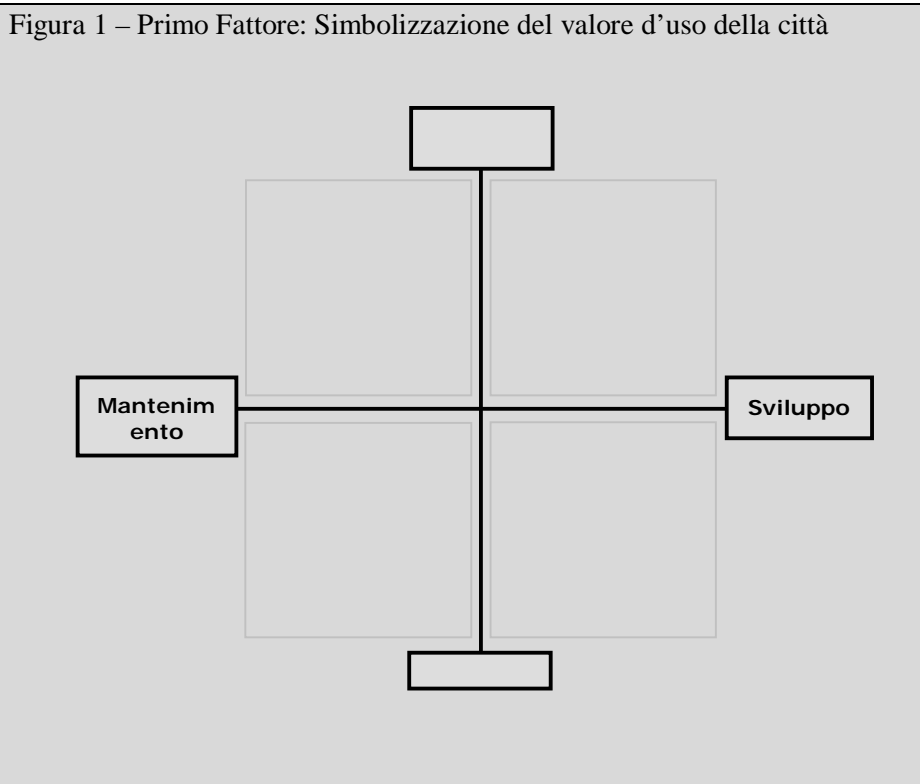 Figura 1 – Primo Fattore: Simbolizzazione del valore d’uso della città
Mantenim
ento
Sviluppo